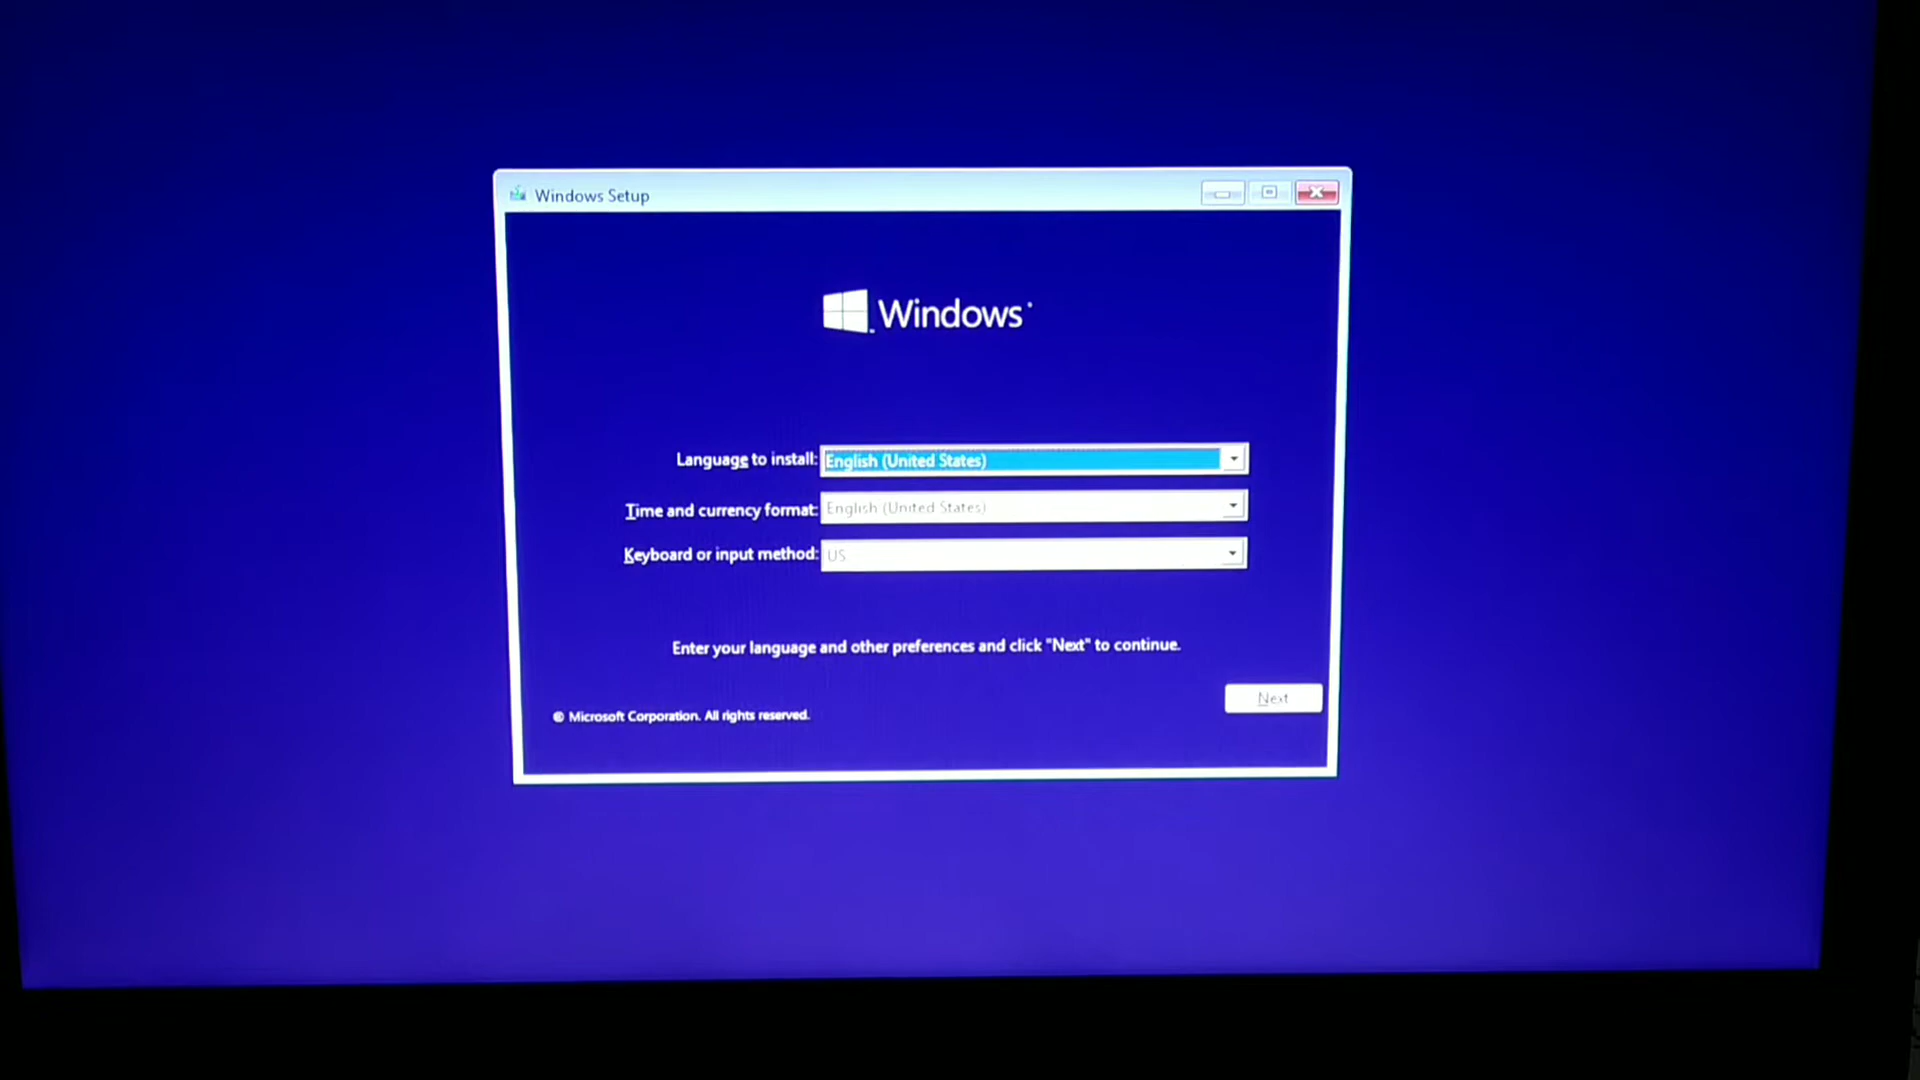 Windows Setup
Windows
Language to install: English (United States)
Time and currency format: English (United States)
Keyboard or input method: US
Enter your language and other preferences and click "Next" to continue.
Next
© Microsoft Corporation. All rights reserved.